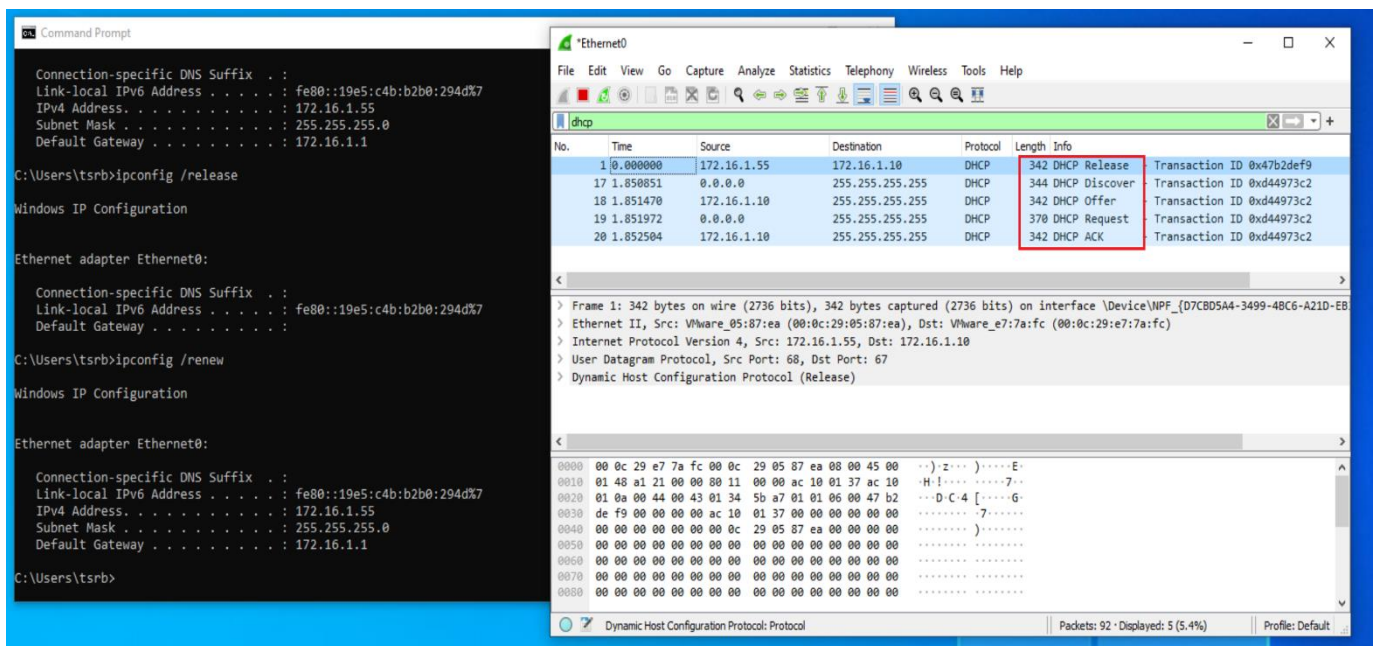 Command Prompt
Connection-specific DNS Suffix . :
Link-local IPv6 Address . . . . . : fe80::19e5:c4b:b2b0:294d%7
IPv4 Address. . . . . . . . . . . : 172.16.1.55
Subnet Mask . . . . . . . . . . . : 255.255.255.0
Default Gateway . . . . . . . . . : 172.16.1.1
C:\Users\tsrb>ipconfig /release
Windows IP Configuration
Ethernet adapter Ethernet0:
Connection-specific DNS Suffix . :
Link-local IPv6 Address . . . . . : fe80::19e5:c4b:b2b0:294d%7
Default Gateway . . . . . . . . . :
C:\Users\tsrb>ipconfig /renew
Windows IP Configuration
Ethernet adapter Ethernet0:
Connection-specific DNS Suffix . :
Link-local IPv6 Address . . . . . : fe80::19e5:c4b:b2b0:294d%7
IPv4 Address. . . . . . . . . . . : 172.16.1.55
Subnet Mask . . . . . . . . . . . : 255.255.255.0
Default Gateway . . . . . . . . . : 172.16.1.1
C:\Users\tsrb>
*Ethernet0
File Edit View Go Capture Analyze Statistics Telephony Wireless Tools Help
dhcp
No. Time Source Destination Protocol Length Info
1 0.000000 172.16.1.55 172.16.1.10 DHCP 342 DHCP Release - Transaction ID 0x47b2def9
17 1.850851 0.0.0.0 255.255.255.255 DHCP 344 DHCP Discover - Transaction ID 0xd44973c2
18 1.851470 172.16.1.10 255.255.255.255 DHCP 342 DHCP Offer - Transaction ID 0xd44973c2
19 1.851972 0.0.0.0 255.255.255.255 DHCP 370 DHCP Request - Transaction ID 0xd44973c2
20 1.852504 172.16.1.10 255.255.255.255 DHCP 342 DHCP ACK - Transaction ID 0xd44973c2
> Frame 1: 342 bytes on wire (2736 bits), 342 bytes captured (2736 bits) on interface \Device\NPF_{D7CBD5A4-3499-4BC6-A21D-EB
> Ethernet II, Src: VMware_05:87:ea (00:0c:29:05:87:ea), Dst: VMware_e7:7a:fc (00:0c:29:e7:7a:fc)
> Internet Protocol Version 4, Src: 172.16.1.55, Dst: 172.16.1.10
> User Datagram Protocol, Src Port: 68, Dst Port: 67
> Dynamic Host Configuration Protocol (Release)
0000 00 0c 29 e7 7a fc 00 0c 29 05 87 ea 08 00 45 00 ··)·z··· )·····E·
0010 01 48 a1 21 00 00 80 11 00 00 ac 10 01 37 ac 10 ·H·!···· ·····7··
0020 01 0a 00 44 00 43 01 34 5b a7 01 01 06 00 47 b2 ···D·C·4 [·····G·
0030 de f9 00 00 00 00 ac 10 01 37 00 00 00 00 00 00 ········ ·7······
0040 00 00 00 00 00 00 00 0c 29 05 87 ea 00 00 00 00 ········ )·······
0050 00 00 00 00 00 00 00 00 00 00 00 00 00 00 00 00 ········ ········
0060 00 00 00 00 00 00 00 00 00 00 00 00 00 00 00 00 ········ ········
0070 00 00 00 00 00 00 00 00 00 00 00 00 00 00 00 00 ········ ········
0080 00 00 00 00 00 00 00 00 00 00 00 00 00 00 00 00 ········ ········
Dynamic Host Configuration Protocol: Protocol Packets: 92 · Displayed: 5 (5.4%) Profile: Default